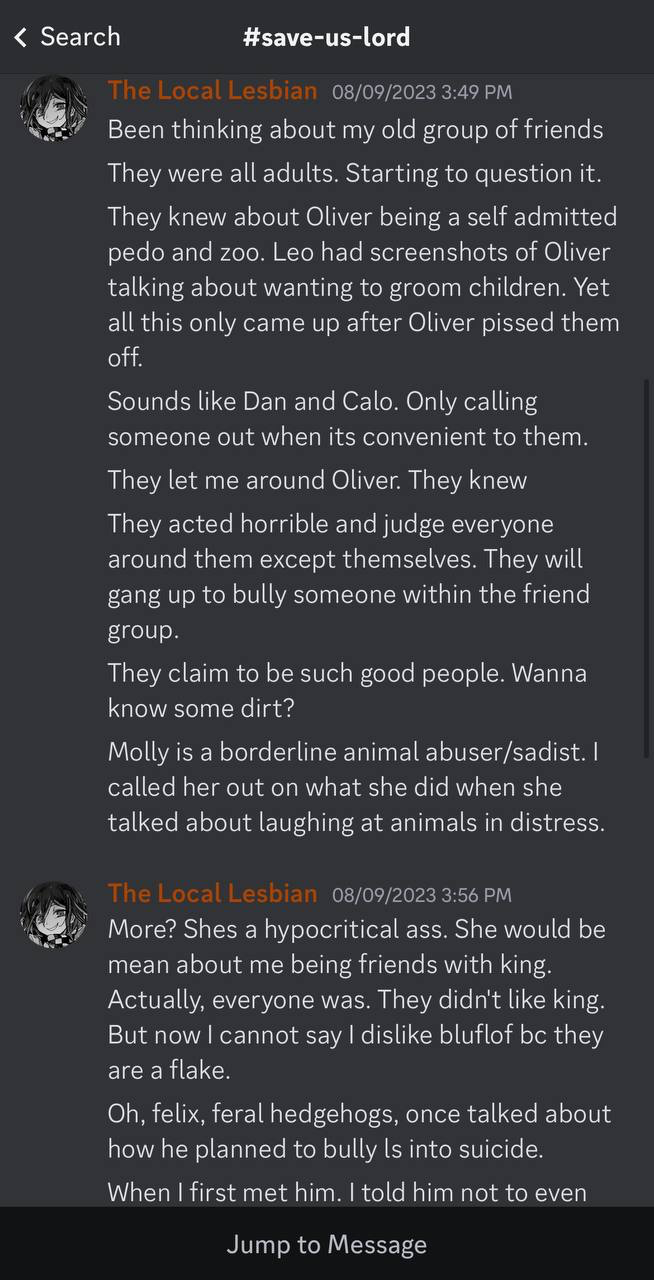 Search
#save-us-lord
The Local Lesbian 08/09/2023 3:49 PM
Been thinking about my old group of friends
They were all adults. Starting to question it.
They knew about Oliver being a self admitted
pedo and zoo. Leo had screenshots of Oliver
talking about wanting to groom children. Yet
all this only came up after Oliver pissed them
off.
Sounds like Dan and Calo. Only calling
someone out when its convenient to them.
They let me around Oliver. They knew
They acted horrible and judge everyone
around them except themselves. They will
gang up to bully someone within the friend
group.
They claim to be such good people. Wanna
know some dirt?
Molly is a borderline animal abuser/sadist. I
called her out on what she did when she
talked about laughing at animals in distress.
The Local Lesbian 08/09/2023 3:56 PM
More? Shes a hypocritical ass. She would be
mean about me being friends with king.
Actually, everyone was. They didn't like king.
But now I cannot say I dislike bluflof bc they
are a flake.
Oh, felix, feral hedgehogs, once talked about
how he planned to bully ls into suicide.
When I first met him. I told him not to even
Jump to Message